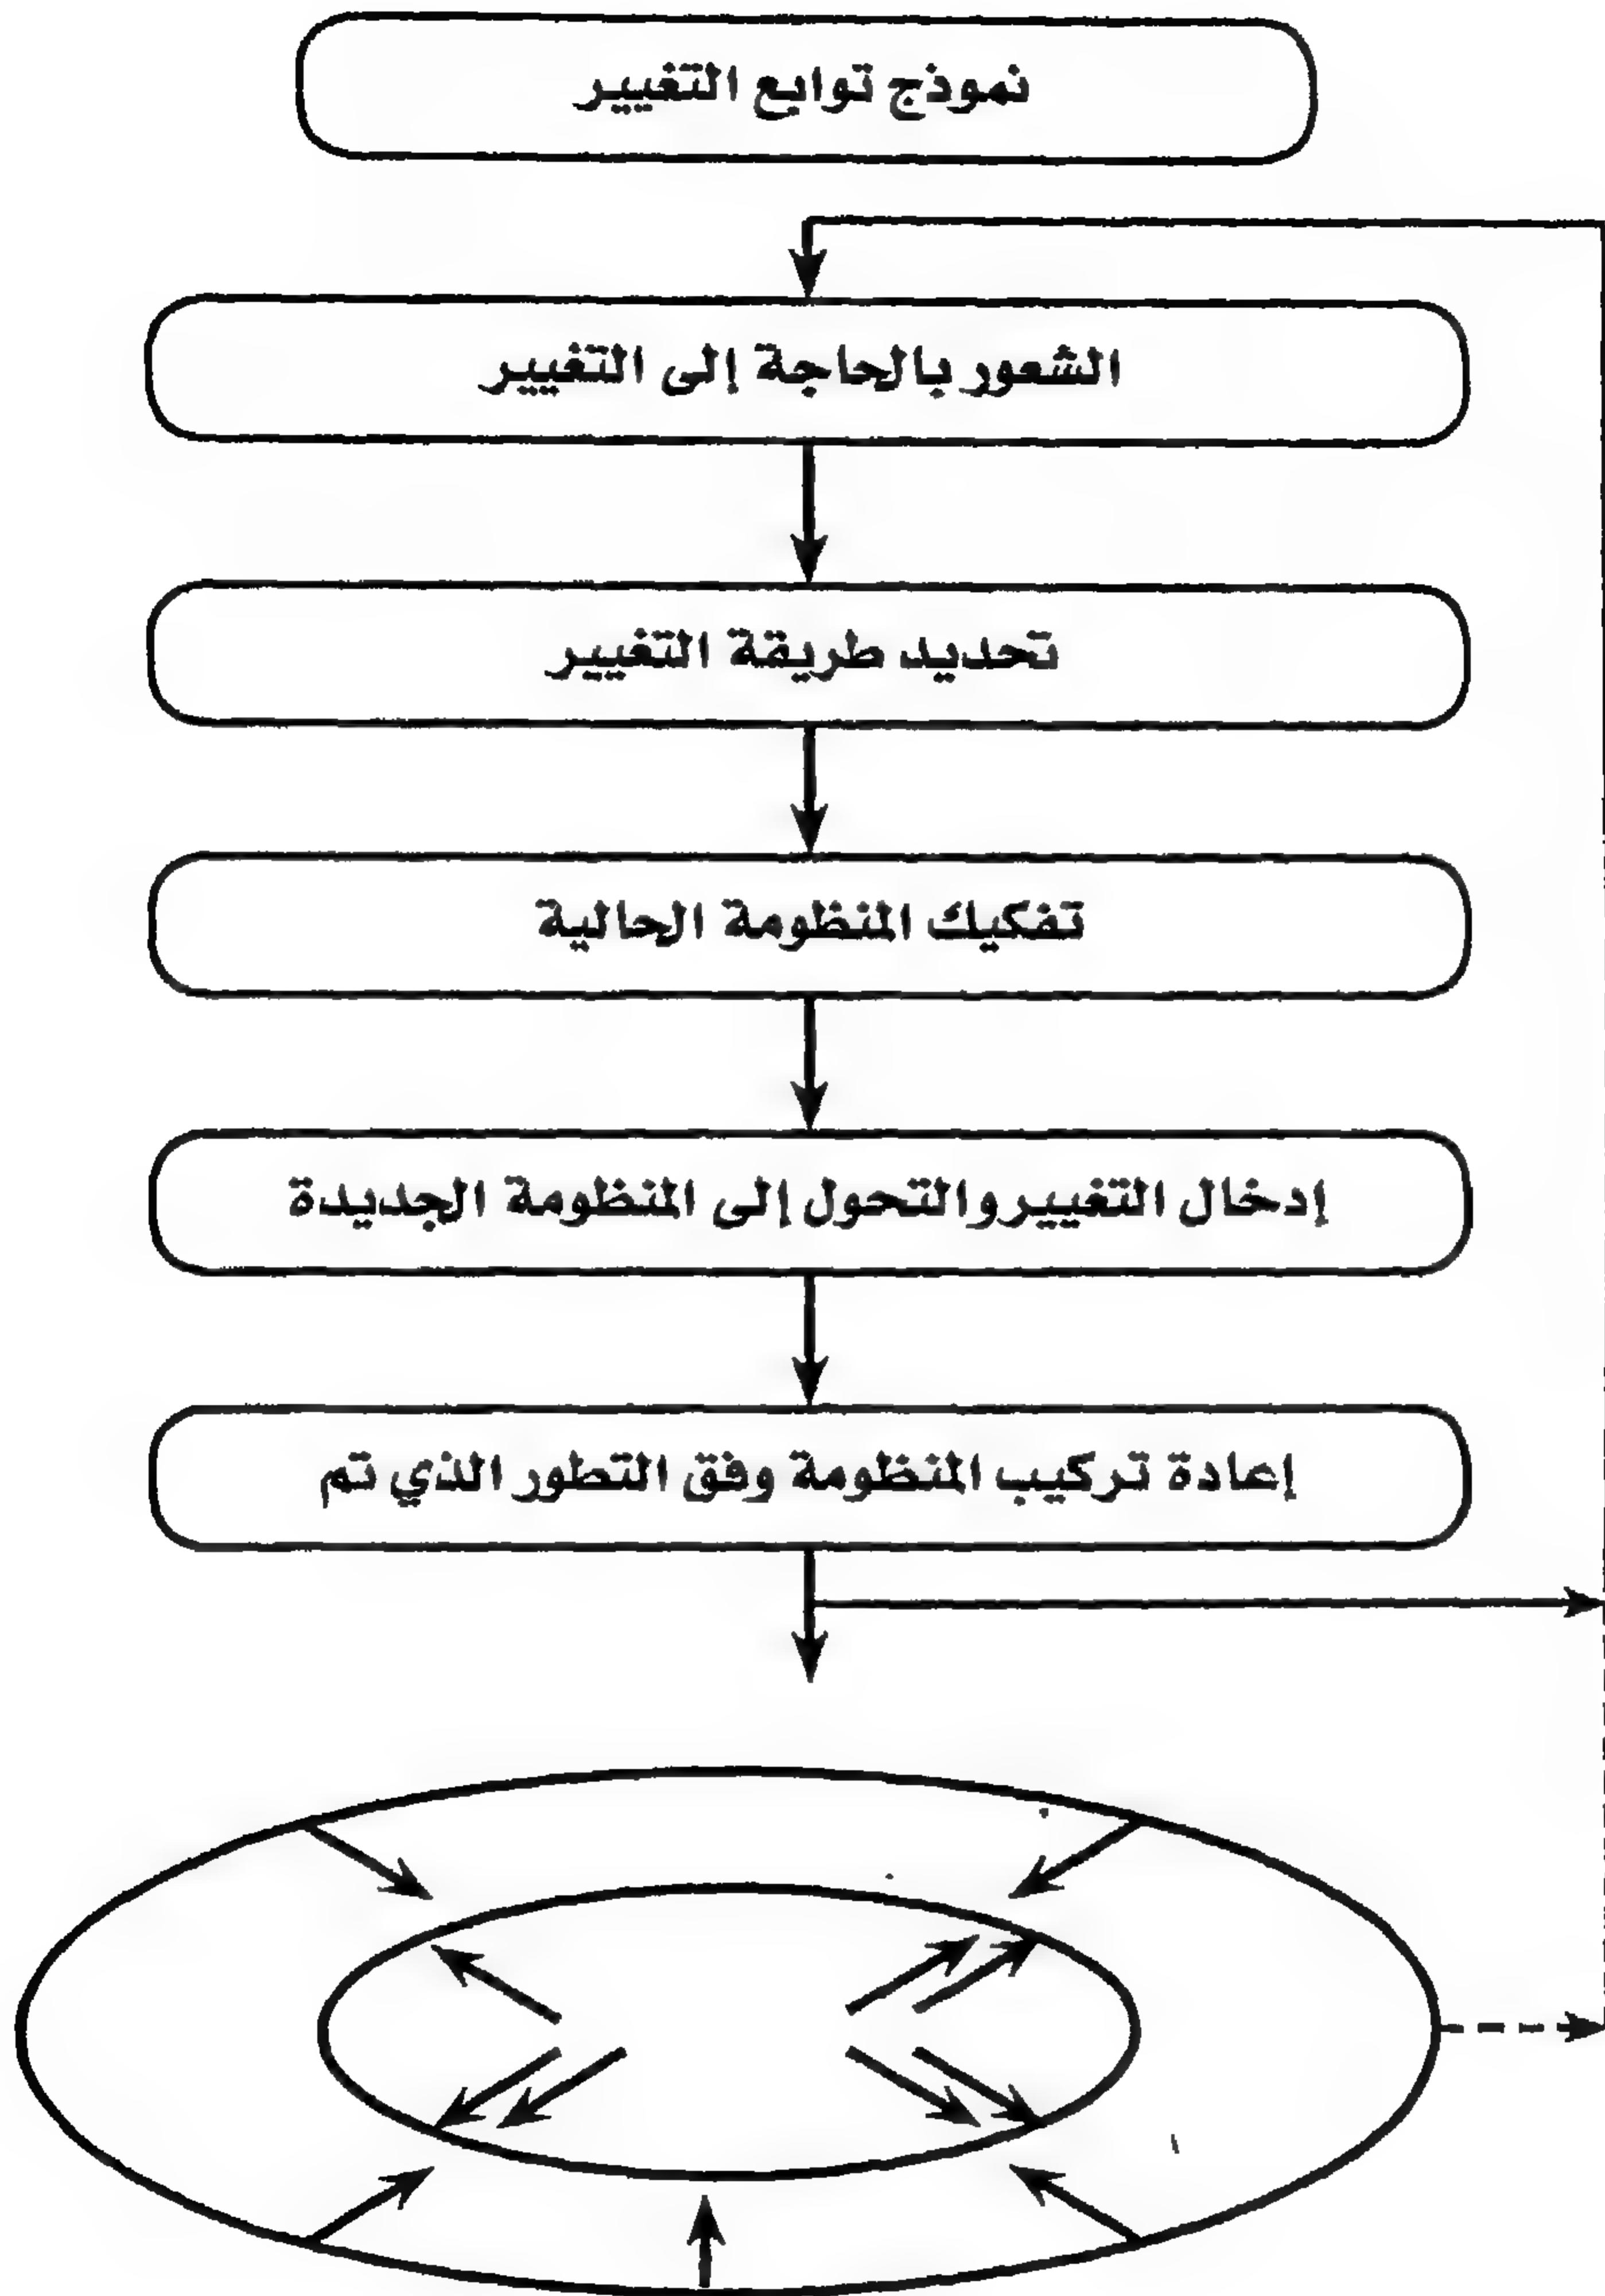 نموذج توابع التغيير
الشعور بالحاجة إلى التغيير
تحديد طريقة التغيير
تفكيك المنظومة الحالية
إدخال التغيير والتحول إلى المنظومة الجديدة
إعادة تركيب المنظومة وفق التطور الذي تم